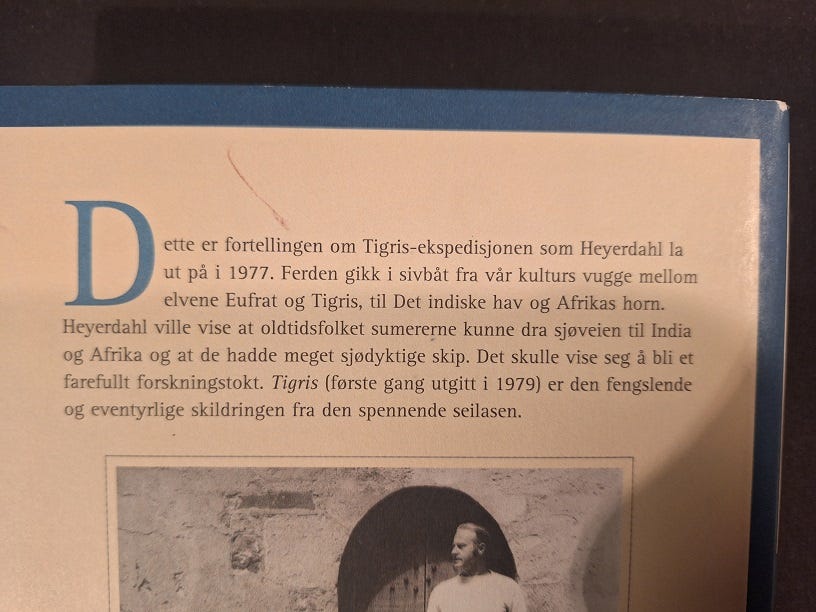 Dette er fortellingen om Tigris-ekspedisjonen som Heyerdahl la
ut på i 1977. Ferden gikk i sivbåt fra vår kulturs vugge mellom
elvene Eufrat og Tigris, til Det indiske hav og Afrikas horn.
Heyerdahl ville vise at oldtidsfolket sumererne kunne dra sjøveien til India
og Afrika og at de hadde meget sjødyktige skip. Det skulle vise seg å bli et
farefullt forskningstokt. Tigris (første gang utgitt i 1979) er den fengslende
og eventyrlige skildringen fra den spennende seilasen.